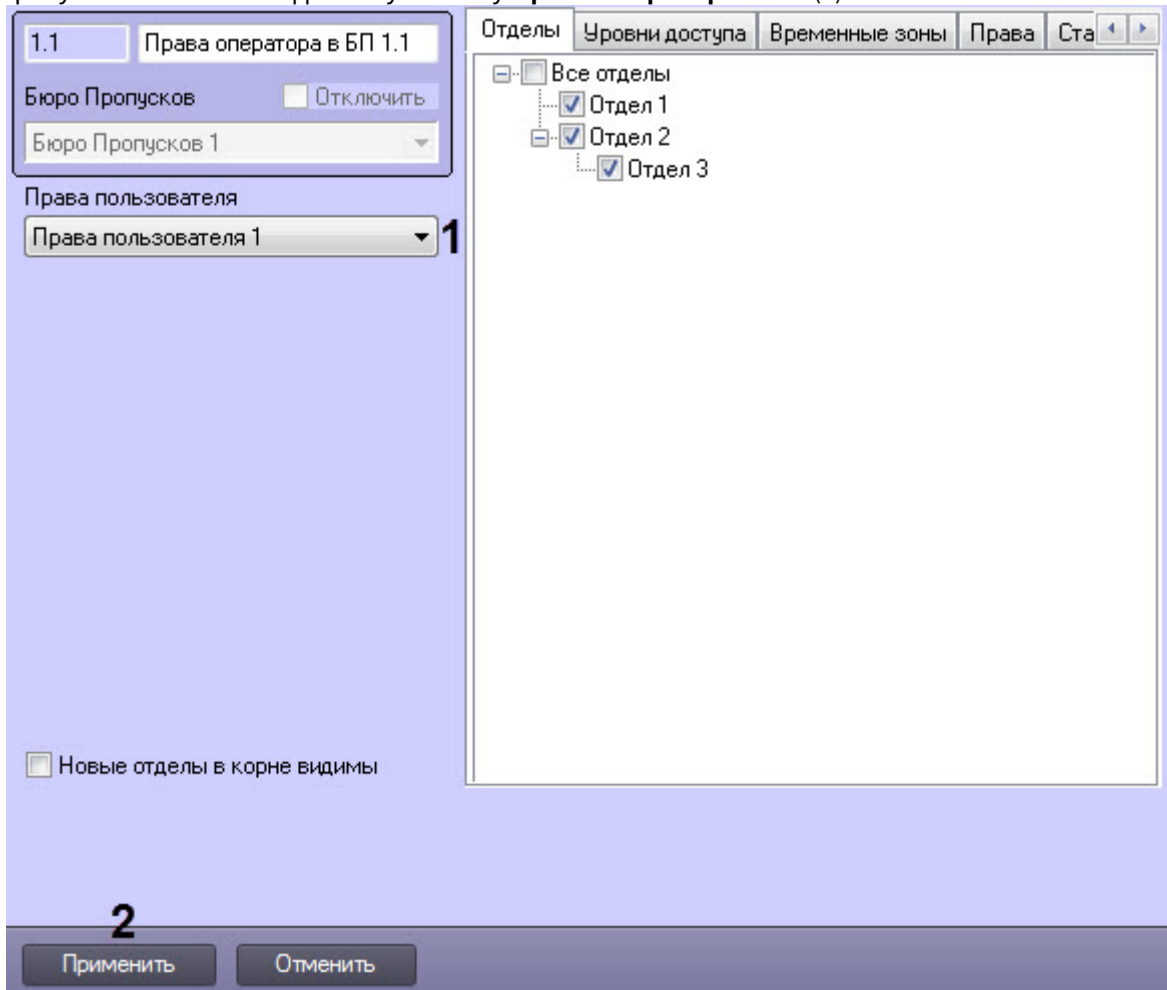 1.1 Права оператора в БП 1.1
Бюро Пропусков Отключить
Бюро Пропусков 1
Права пользователя
Права пользователя 1 1
Новые отделы в корне видимы
Отделы Уровни доступа Временные зоны Права Ста
Все отделы
Отдел 1
Отдел 2
Отдел 3
2
Применить Отменить